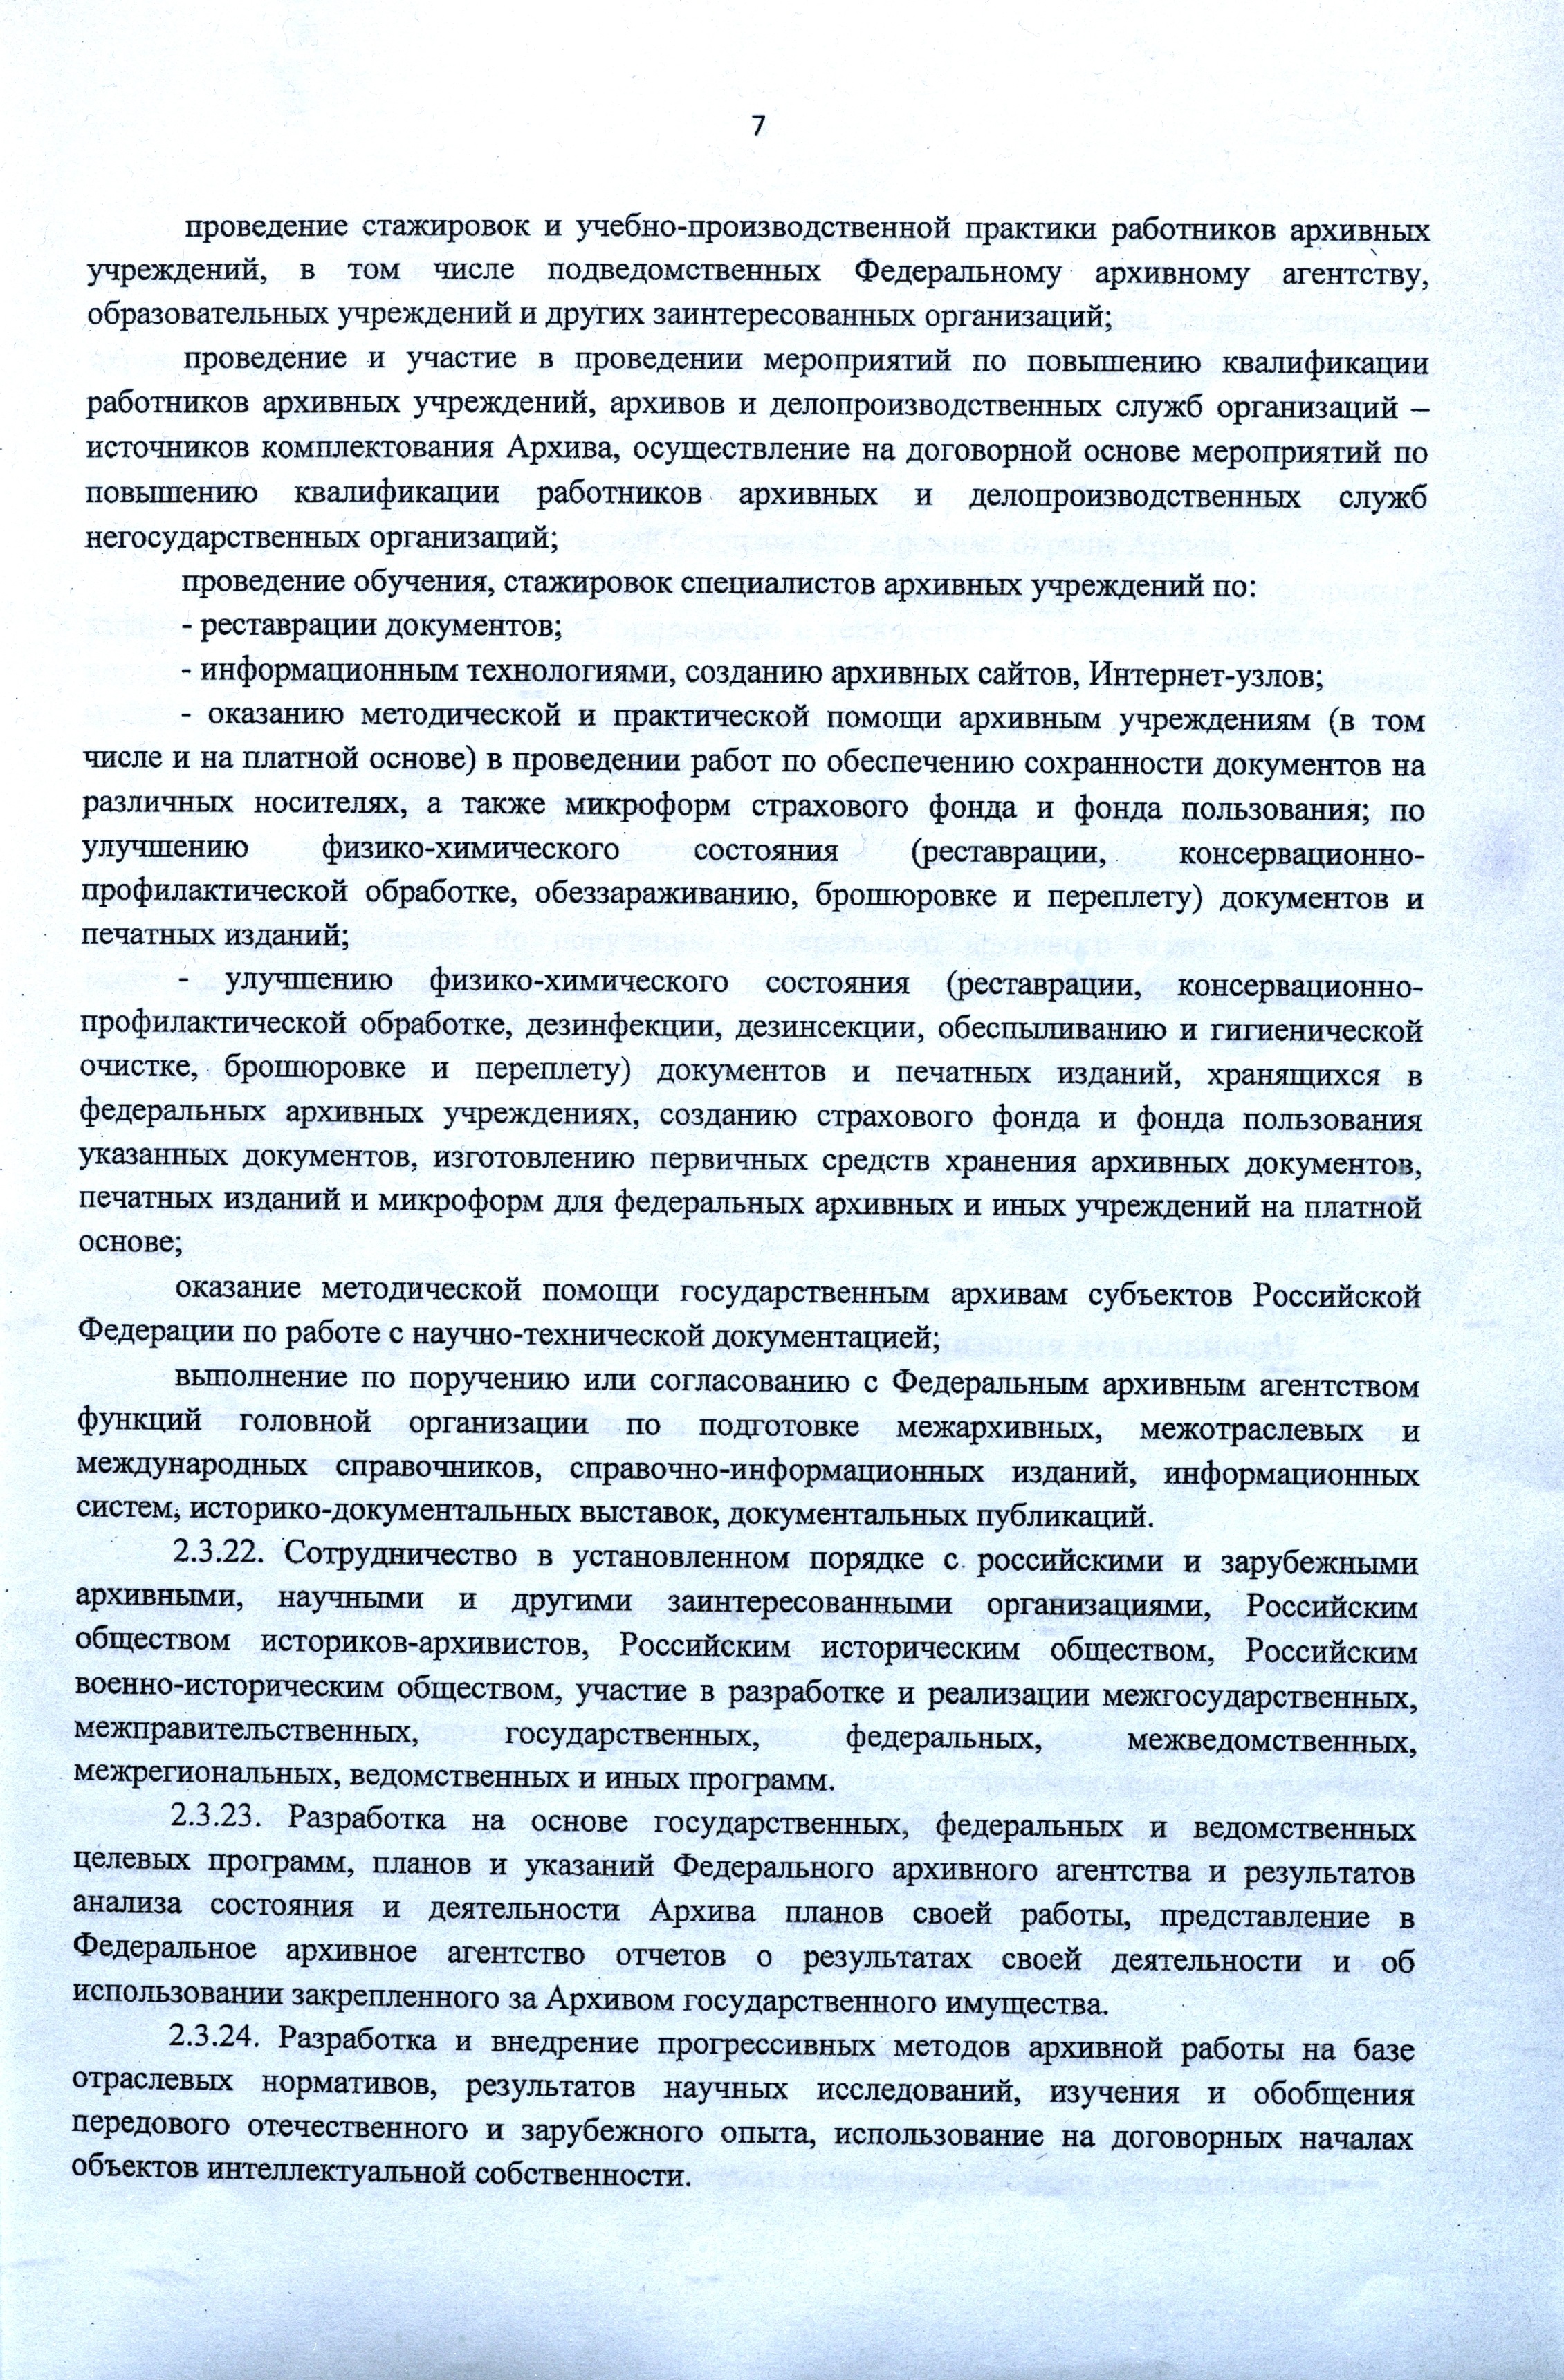 7
проведение стажировок и учебно-производственной практики работников архивных
учреждений, в том числе подведомственных Федеральному архивному агентству,
образовательных учреждений и других заинтересованных организаций;
проведение и участие в проведении мероприятий по повышению квалификации
работников архивных учреждений, архивов и делопроизводственных служб организаций –
источников комплектования Архива, осуществление на договорной основе мероприятий по
повышению квалификации работников архивных и делопроизводственных служб
негосударственных организаций;
проведение обучения, стажировок специалистов архивных учреждений по:
- реставрации документов;
- информационным технологиями, созданию архивных сайтов, Интернет-узлов;
- оказанию методической и практической помощи архивным учреждениям (в том
числе и на платной основе) в проведении работ по обеспечению сохранности документов на
различных носителях, а также микроформ страхового фонда и фонда пользования; по
улучшению физико-химического состояния (реставрации, консервационно-
профилактической обработке, обеззараживанию, брошюровке и переплету) документов и
печатных изданий;
- улучшению физико-химического состояния (реставрации, консервационно-
профилактической обработке, дезинфекции, дезинсекции, обеспыливанию и гигиенической
очистке, брошюровке и переплету) документов и печатных изданий, хранящихся в
федеральных архивных учреждениях, созданию страхового фонда и фонда пользования
указанных документов, изготовлению первичных средств хранения архивных документов,
печатных изданий и микроформ для федеральных архивных и иных учреждений на платной
основе;
оказание методической помощи государственным архивам субъектов Российской
Федерации по работе с научно-технической документацией;
выполнение по поручению или согласованию с Федеральным архивным агентством
функций головной организации по подготовке межархивных, межотраслевых и
международных справочников, справочно-информационных изданий, информационных
систем, историко-документальных выставок, документальных публикаций.
2.3.22. Сотрудничество в установленном порядке с российскими и зарубежными
архивными, научными и другими заинтересованными организациями, Российским
обществом историков-архивистов, Российским историческим обществом, Российским
военно-историческим обществом, участие в разработке и реализации межгосударственных,
межправительственных, государственных, федеральных, межведомственных,
межрегиональных, ведомственных и иных программ.
2.3.23. Разработка на основе государственных, федеральных и ведомственных
целевых программ, планов и указаний Федерального архивного агентства и результатов
анализа состояния и деятельности Архива планов своей работы, представление в
Федеральное архивное агентство отчетов о результатах своей деятельности и об
использовании закрепленного за Архивом государственного имущества.
2.3.24. Разработка и внедрение прогрессивных методов архивной работы на базе
отраслевых нормативов, результатов научных исследований, изучения и обобщения
передового отечественного и зарубежного опыта, использование на договорных началах
объектов интеллектуальной собственности.